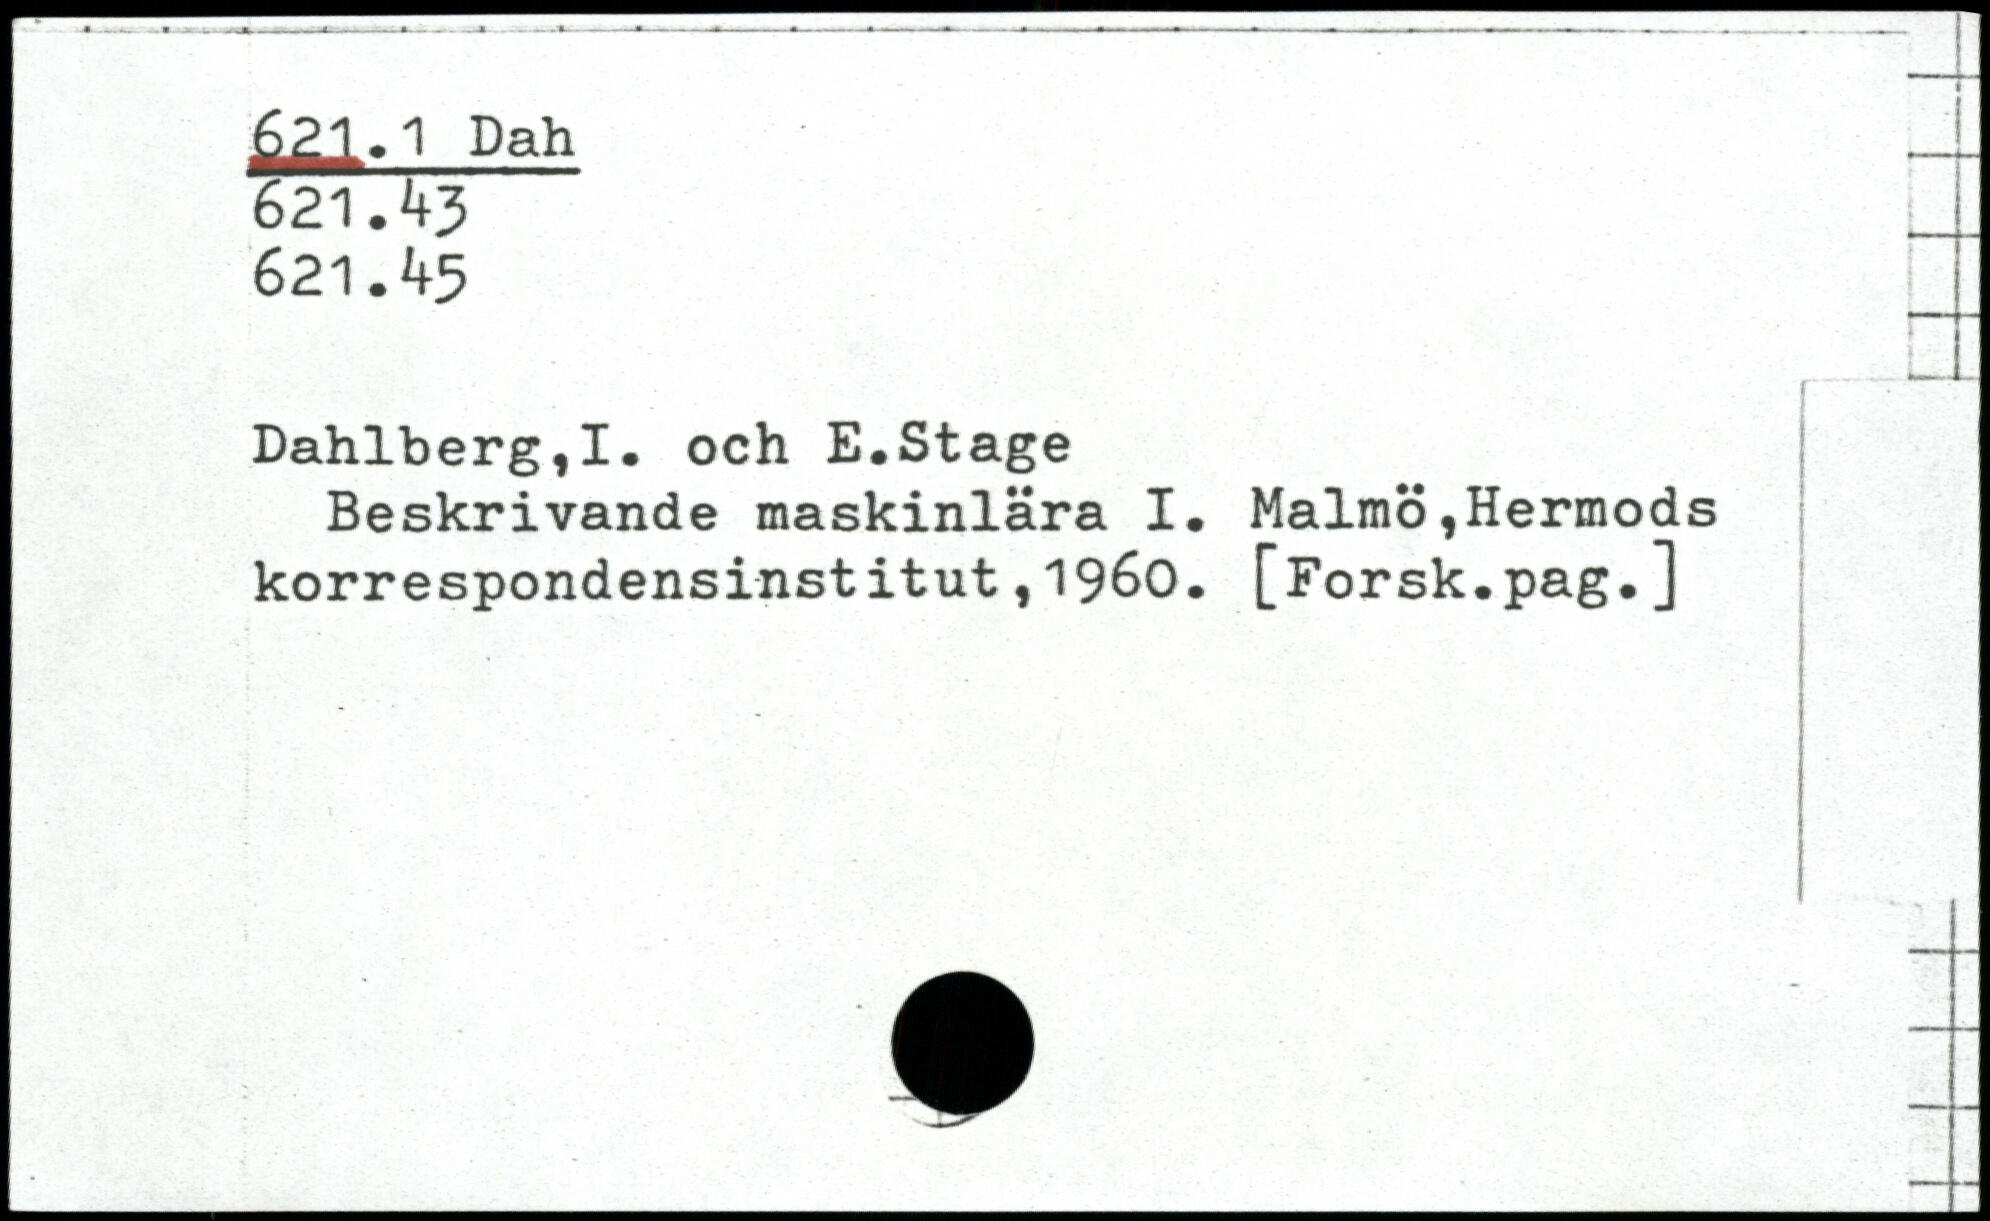 621.1 Dah
621.43
621.45
Dahlberg,I. och E.Stage
Beskrivande maskinlära I. Malmö,Hermods
korrespondensinstitut,1960. [Forsk.pag.]